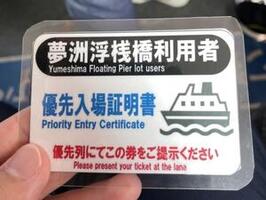 夢洲浮桟橋利用者
Yumeshima Floating Pier lot users
優先入場証明書
Priority Entry Certificate
優先列にてこの券をご提示ください
Please present your ticket at the lane